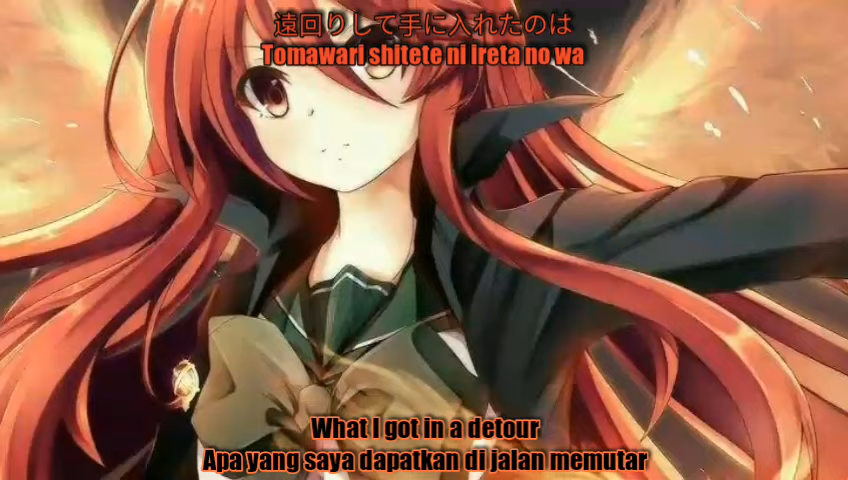 遠回りして手に入れたのは
Tomawari shitete ni ireta no wa
What I got in a detour
Apa yang saya dapatkan di jalan memutar